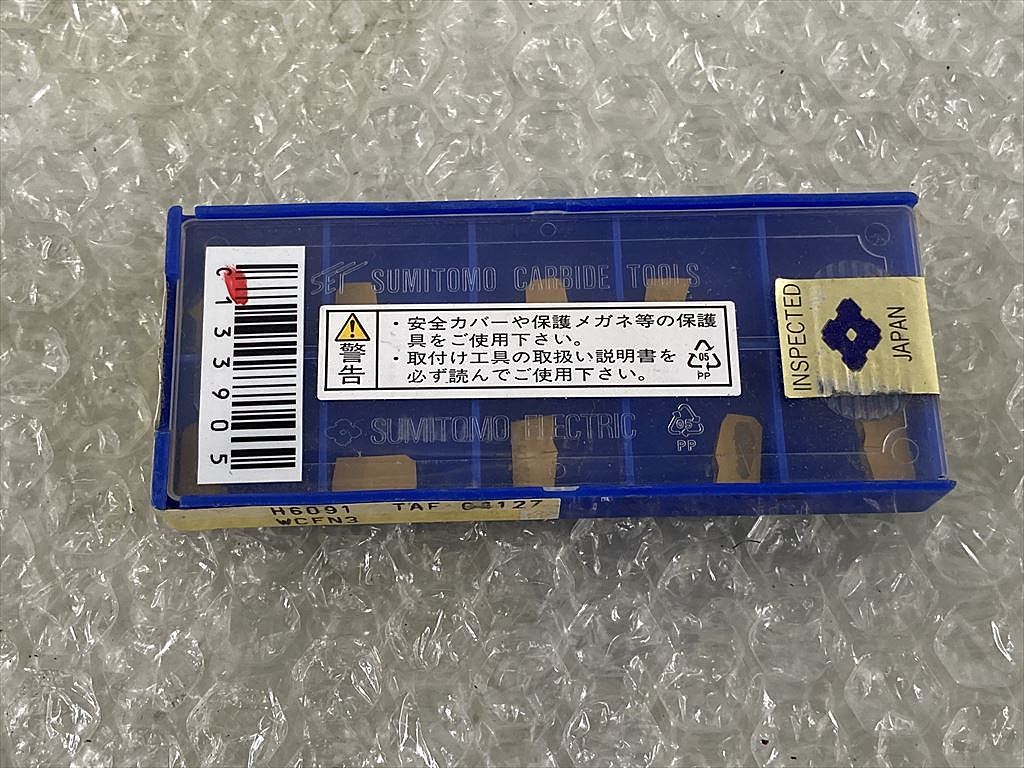 SUMITOMO CARBIDE TOOLS
C133905
警告
・安全カバーや保護メガネ等の保護
具をご使用下さい。
・取付け工具の取扱い説明書を
必ず読んでご使用下さい。
05
PP
INSPECTED
JAPAN
SUMITOMO ELECTRIC
05
PP
H6091 TAF
WCFN3